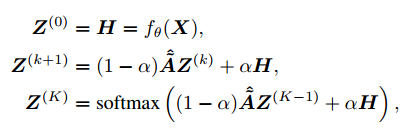 Z^{(0)} = H = f_θ(X),
Z^{(k+1)} = (1 − α)\hat{\tilde{A}}Z^{(k)} + αH,
Z^{(K)} = softmax((1 − α)\hat{\tilde{A}}Z^{(K−1)} + αH),